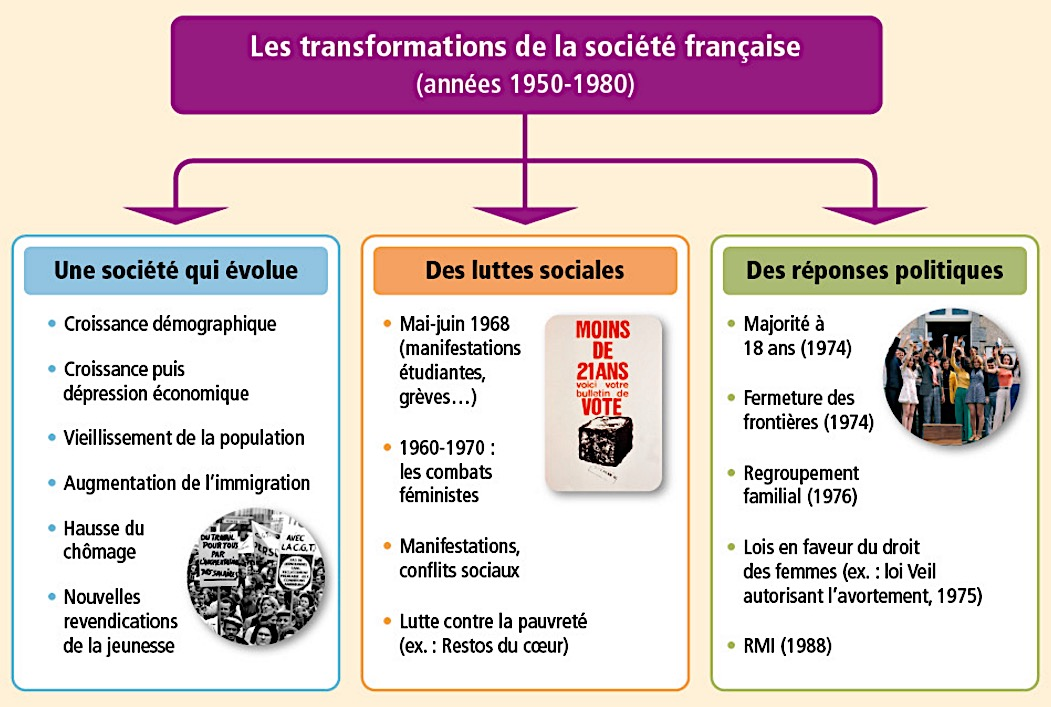 Les transformations de la société française
(années 1950-1980)
Une société qui évolue
• Croissance démographique
• Croissance puis
dépression économique
• Vieillissement de la population
• Augmentation de l'immigration
• Hausse du
chômage
• Nouvelles
revendications
de la jeunesse
DU TRAVAIL
POUR TOUS
PAR
DES SALAIRES
AVEC
LA C.G.T.
Des luttes sociales
• Mai-juin 1968
(manifestations
étudiantes,
grèves…)
• 1960-1970 :
les combats
féministes
• Manifestations,
conflits sociaux
• Lutte contre la pauvreté
(ex. : Restos du cœur)
MOINS
DE
21ANS
voici votre
bulletin de
VOTE
Des réponses politiques
• Majorité à
18 ans (1974)
• Fermeture des
frontières (1974)
• Regroupement
familial (1976)
• Lois en faveur du droit
des femmes (ex. : loi Veil
autorisant l'avortement, 1975)
• RMI (1988)